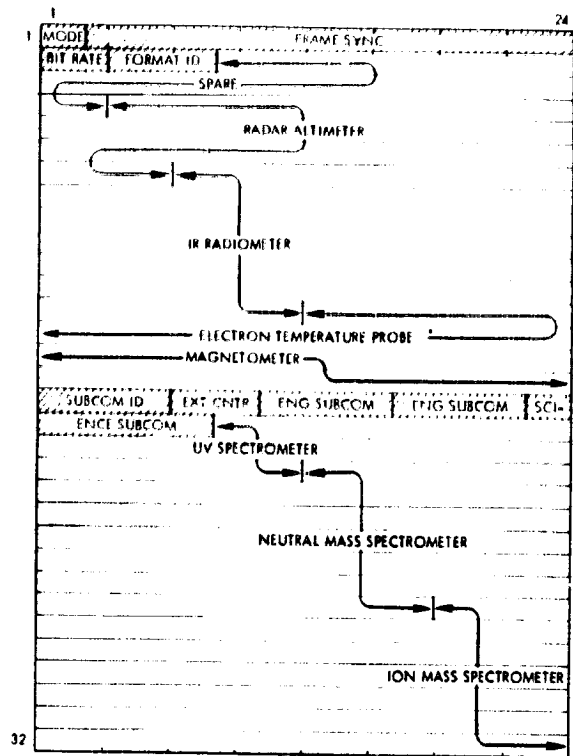 1 24
1 MODE FRAME SYNC
BIT RATE FORMAT ID
SPARE
RADAR ALTIMETER
IR RADIOMETER
ELECTRON TEMPERATURE PROBE
MAGNETOMETER
SUBCOM ID EXT CNTR ENG SUBCOM ENG SUBCOM SCI-
ENCE SUBCOM
UV SPECTROMETER
NEUTRAL MASS SPECTROMETER
ION MASS SPECTROMETER
32